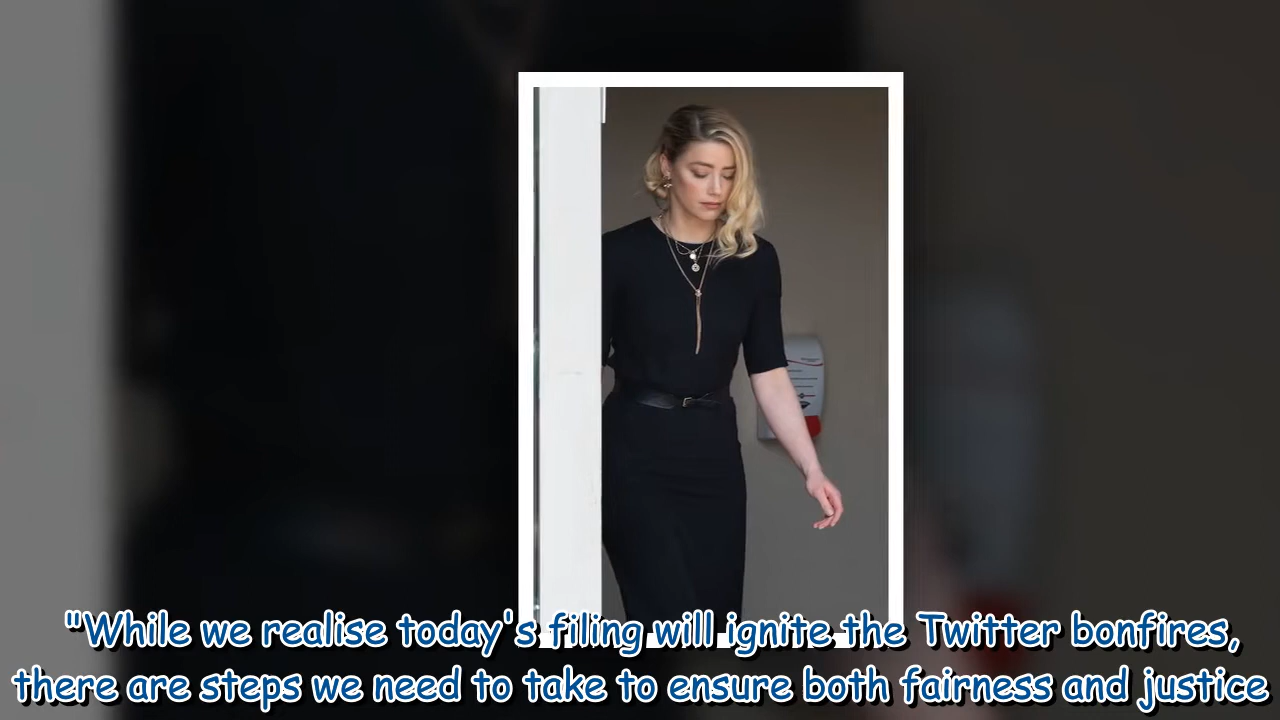 "While we realise today's filing will ignite the Twitter bonfires,
there are steps we need to take to ensure both fairness and justice